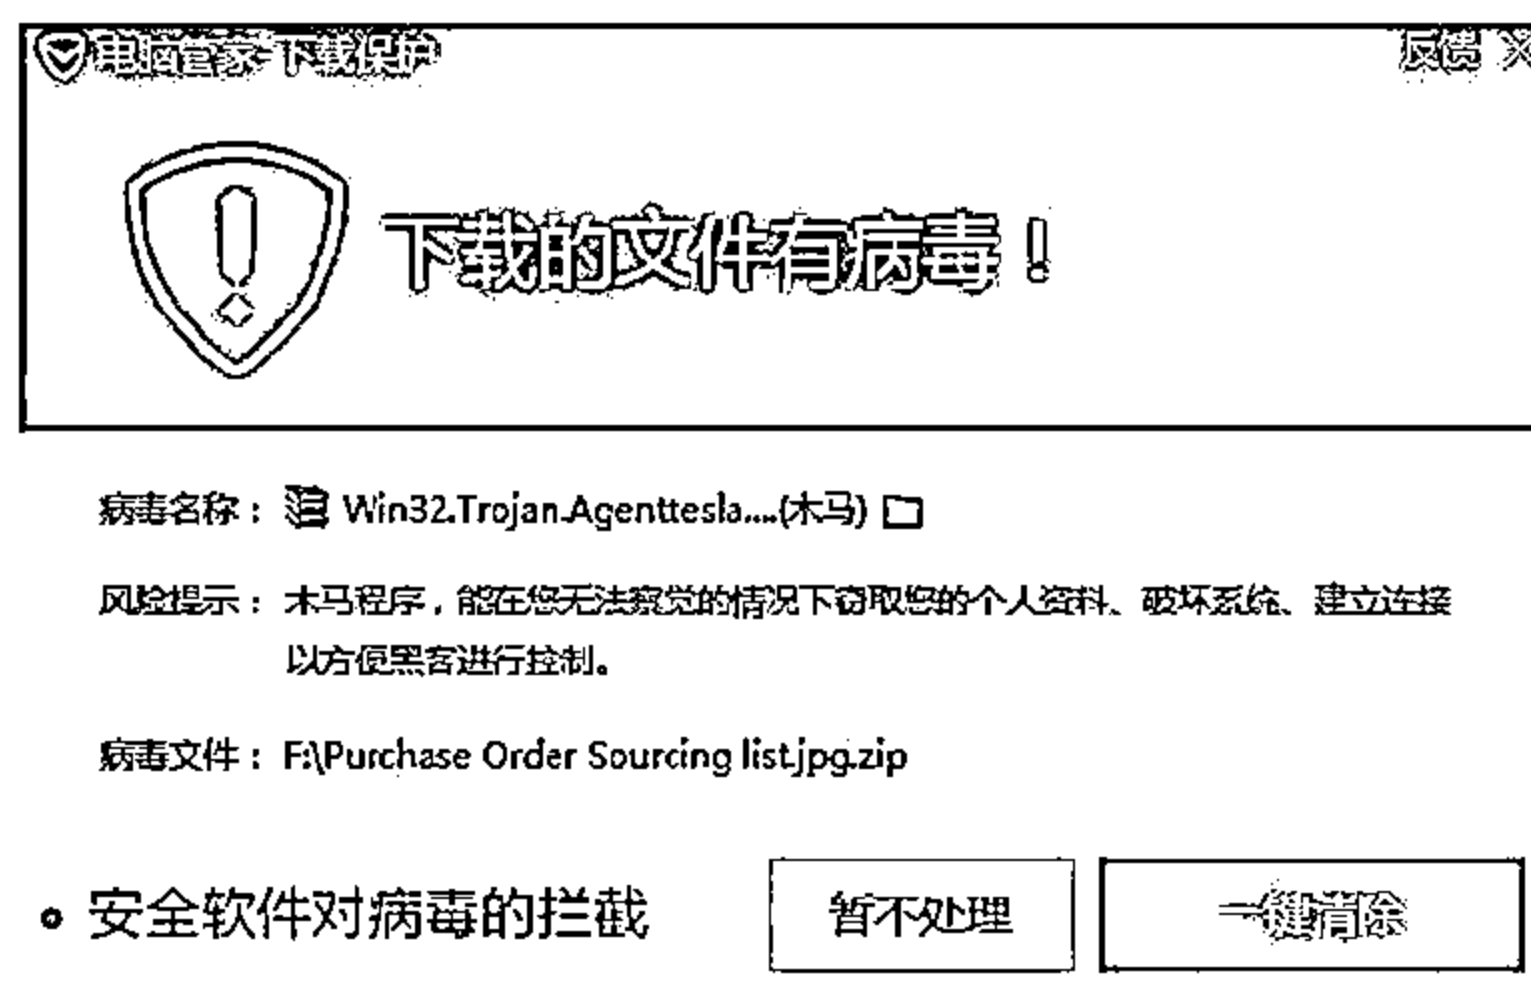 电脑管家-下载保护 反馈
下载的文件有病毒！
病毒名称： Win32.Trojan.Agenttesla....(木马)
风险提示： 木马程序，能在您无法察觉的情况下窃取您的个人资料、破坏系统、建立连接
以方便黑客进行控制。
病毒文件： F:\Purchase Order Sourcing list.jpg.zip
安全软件对病毒的拦截 暂不处理 一键清除